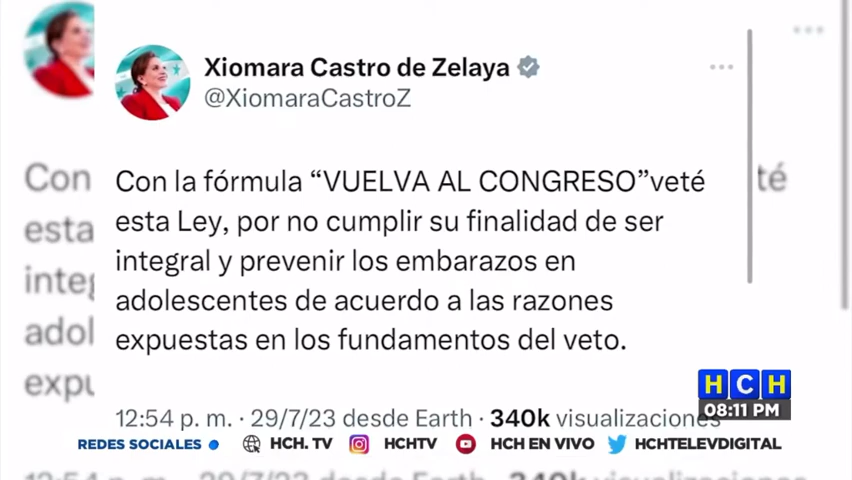 Xiomara Castro de Zelaya
@XiomaraCastroZ
Con la fórmula “VUELVA AL CONGRESO”veté
esta Ley, por no cumplir su finalidad de ser
integral y prevenir los embarazos en
adolescentes de acuerdo a las razones
expuestas en los fundamentos del veto.
12:54 p. m. · 29/7/23 desde Earth · 340k visualizaciones
HCH
08:11 PM
REDES SOCIALES HCH. TV HCHTV HCH EN VIVO HCHTELEVDIGITAL